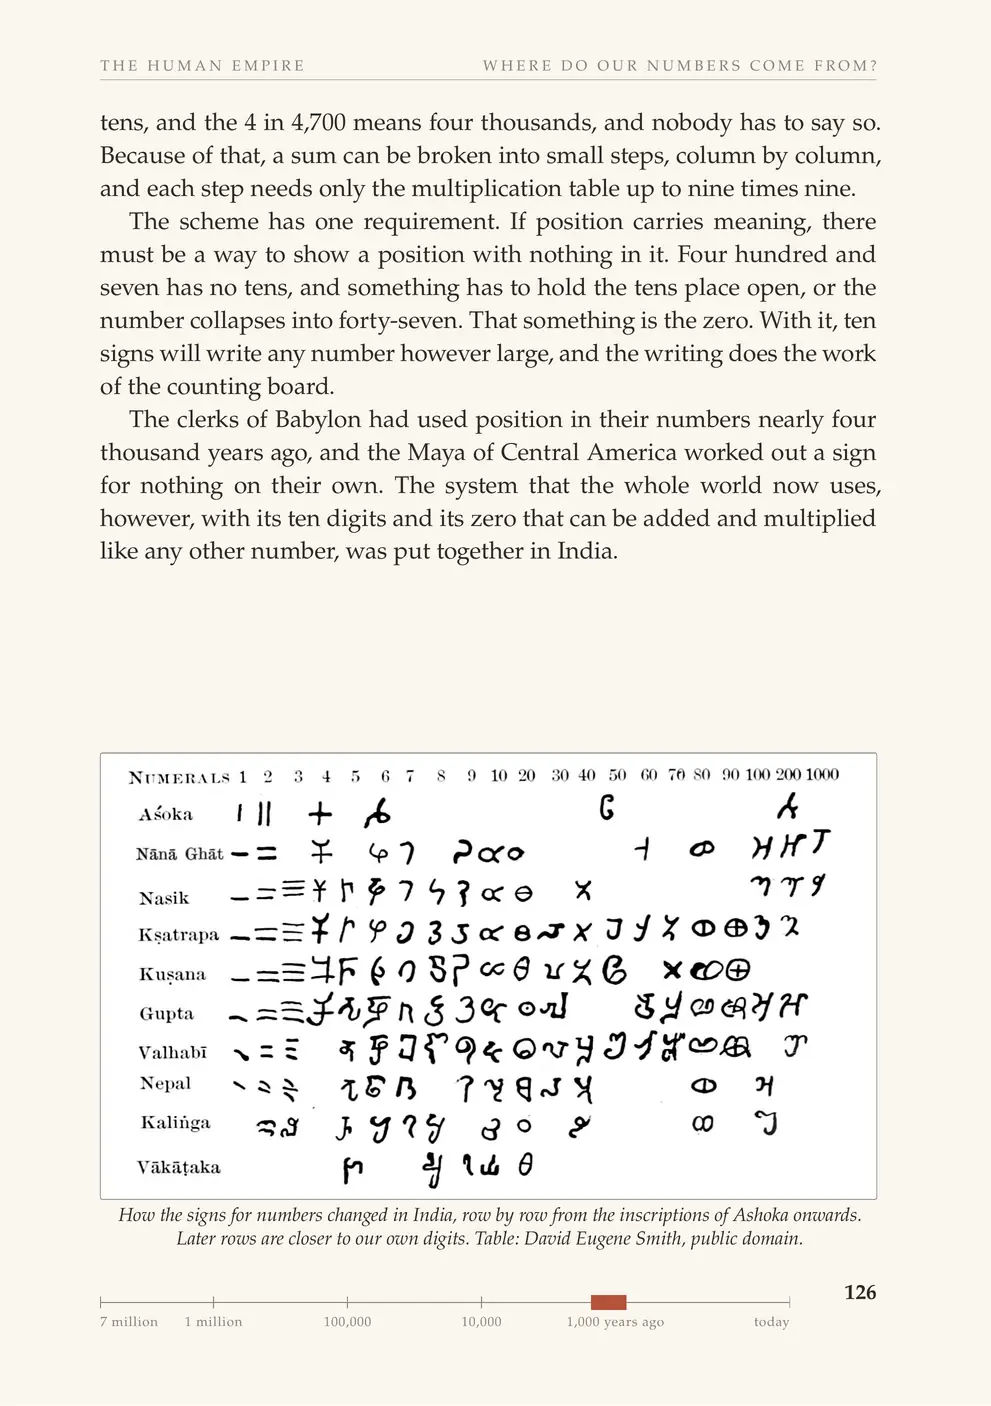 THE HUMAN EMPIRE
WHERE DO OUR NUMBERS COME FROM?
tens, and the 4 in 4,700 means four thousands, and nobody has to say so.
Because of that, a sum can be broken into small steps, column by column,
and each step needs only the multiplication table up to nine times nine.
The scheme has one requirement. If position carries meaning, there
must be a way to show a position with nothing in it. Four hundred and
seven has no tens, and something has to hold the tens place open, or the
number collapses into forty-seven. That something is the zero. With it, ten
signs will write any number however large, and the writing does the work
of the counting board.
The clerks of Babylon had used position in their numbers nearly four
thousand years ago, and the Maya of Central America worked out a sign
for nothing on their own. The system that the whole world now uses,
however, with its ten digits and its zero that can be added and multiplied
like any other number, was put together in India.
NUMERALS 1 2 3 4 5 6 7 8 9 10 20 30 40 50 60 70 80 90 100 200 1000
Aśoka
Nānā Ghāt
Nasik
Kṣatrapa
Kuṣana
Gupta
Valhabī
Nepal
Kaliṅga
Vākāṭaka
How the signs for numbers changed in India, row by row from the inscriptions of Ashoka onwards.
Later rows are closer to our own digits. Table: David Eugene Smith, public domain.
126
7 million 1 million 100,000 10,000 1,000 years ago today